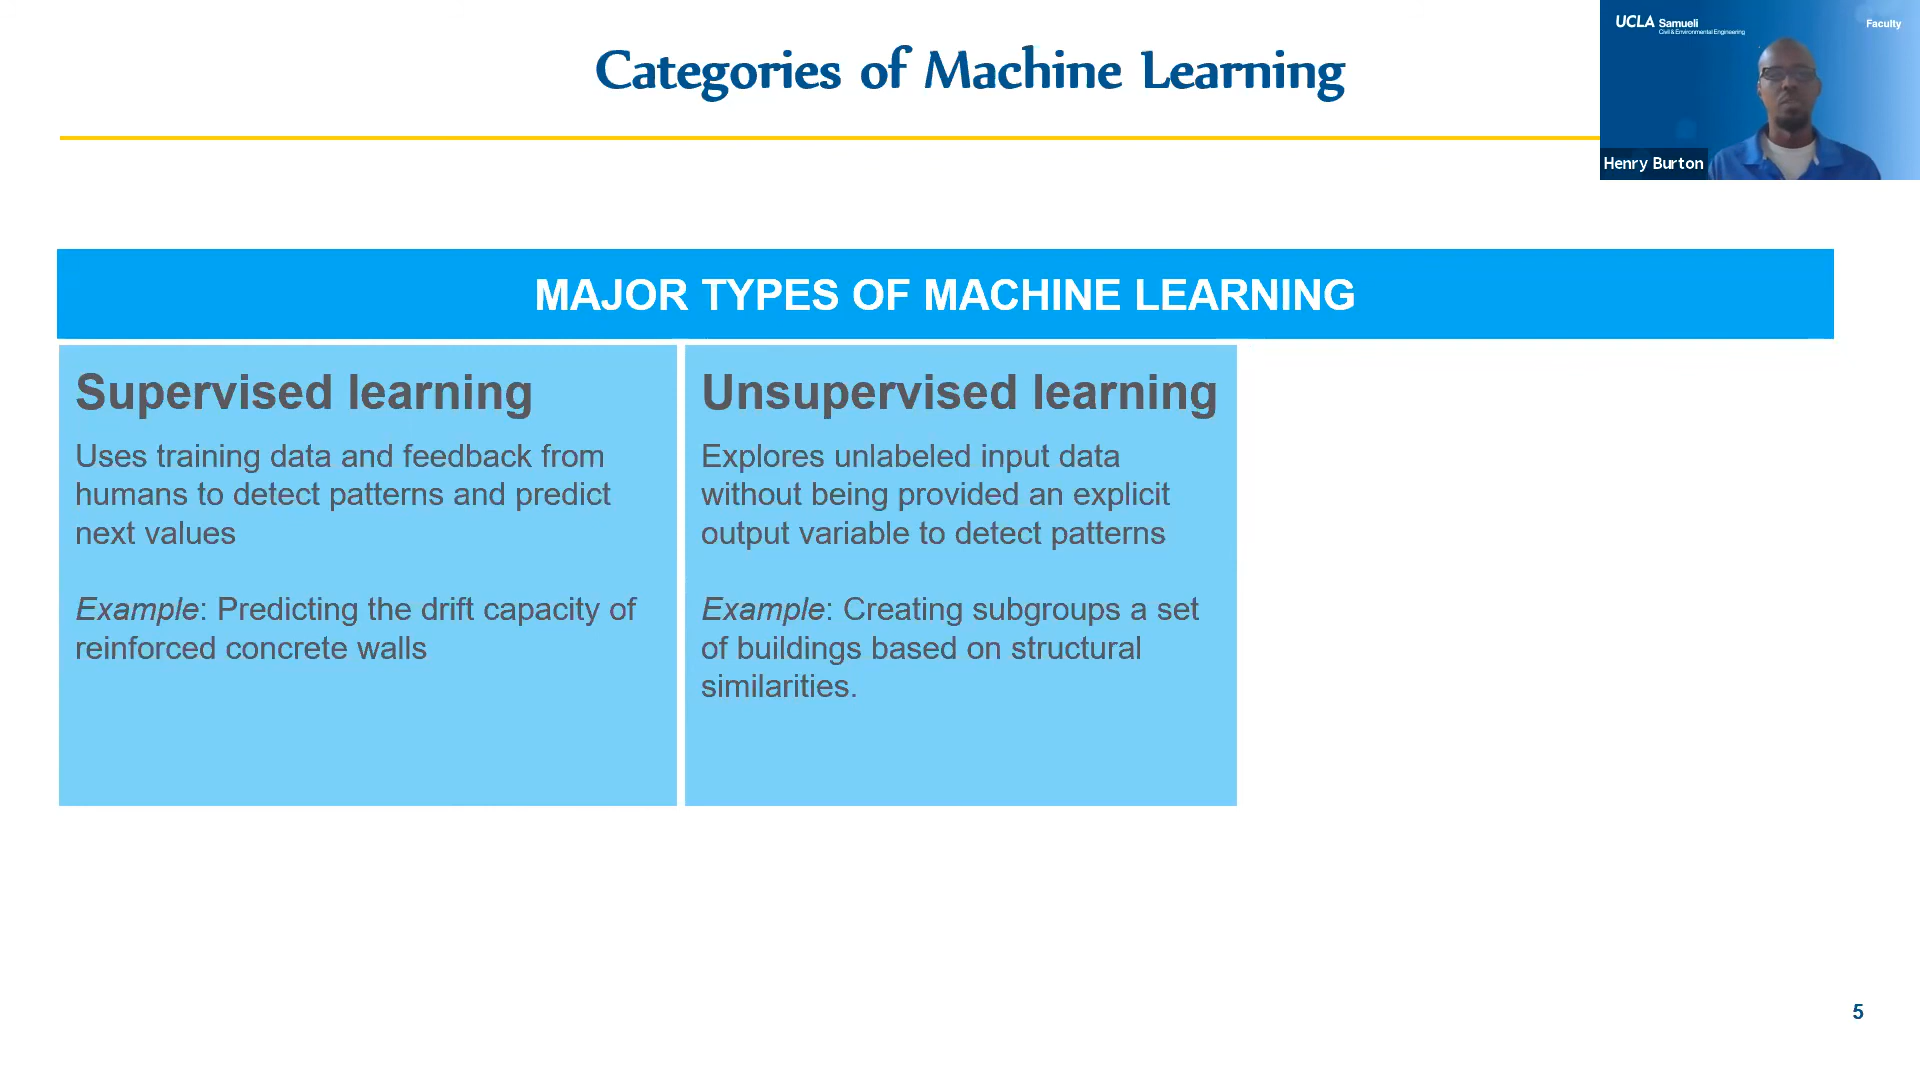 Categories of Machine Learning
UCLA Samueli
Civil & Environmental Engineering
Faculty
Henry Burton
MAJOR TYPES OF MACHINE LEARNING
Supervised learning
Uses training data and feedback from
humans to detect patterns and predict
next values
Example: Predicting the drift capacity of
reinforced concrete walls
Unsupervised learning
Explores unlabeled input data
without being provided an explicit
output variable to detect patterns
Example: Creating subgroups a set
of buildings based on structural
similarities.
5